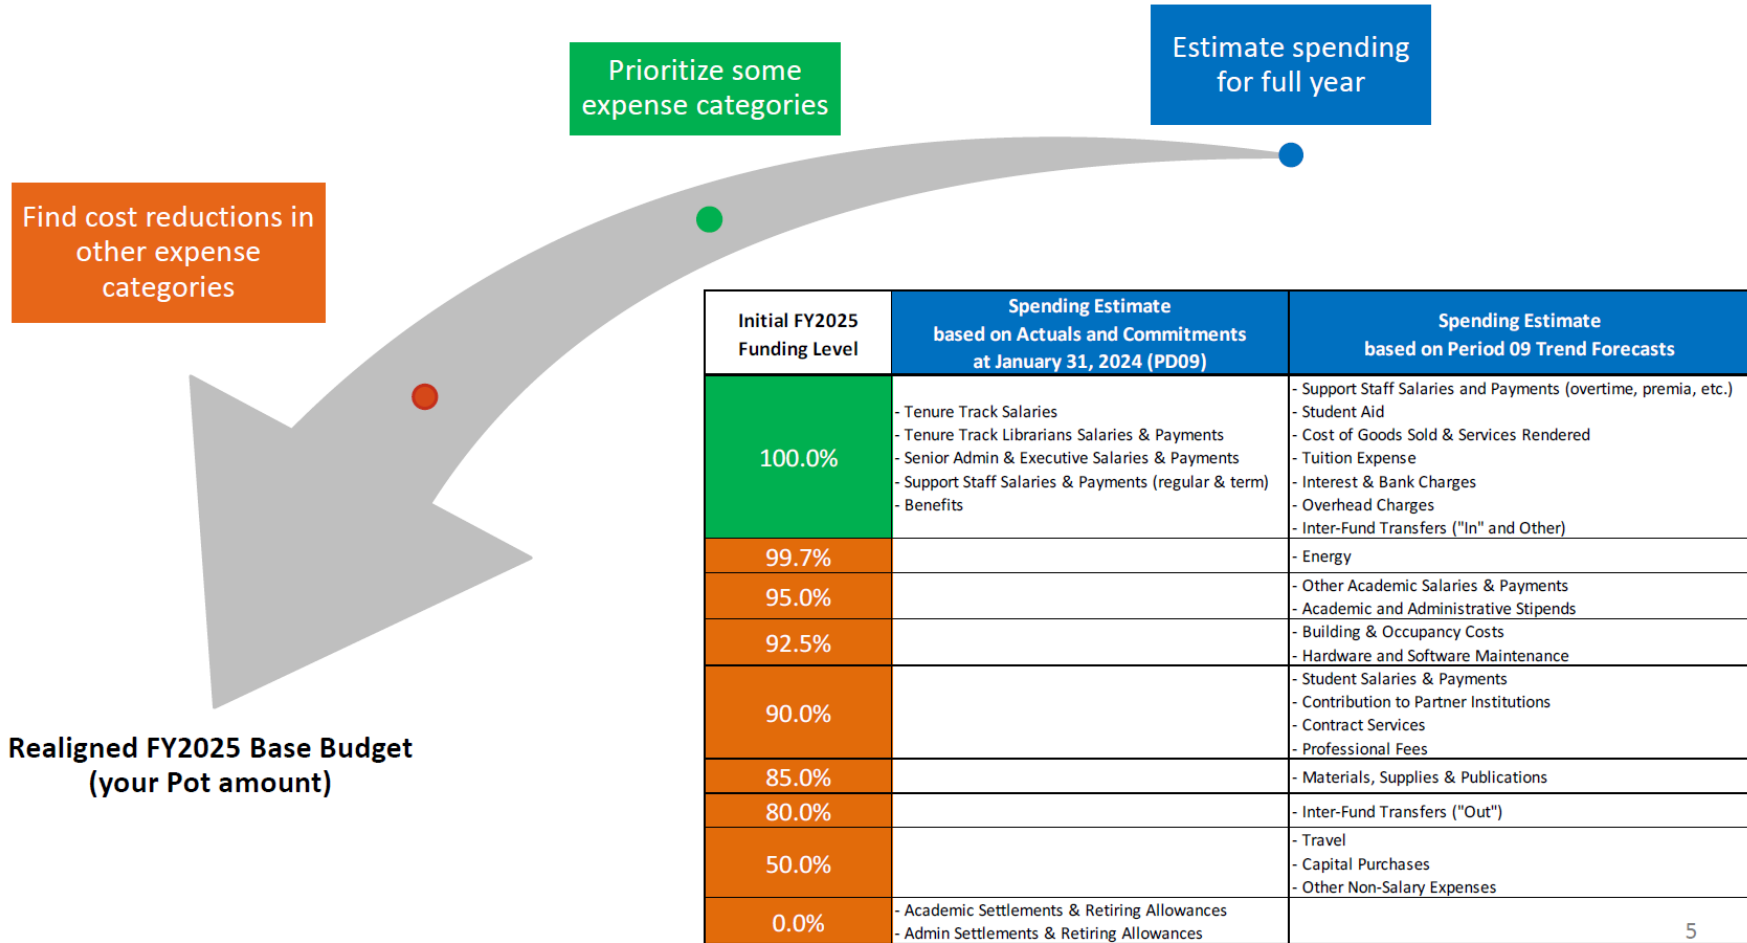 Estimate spending
for full year
Prioritize some
expense categories
Find cost reductions in
other expense
categories
Realigned FY2025 Base Budget
(your Pot amount)
Initial FY2025
Funding Level
Spending Estimate
based on Actuals and Commitments
at January 31, 2024 (PD09)
Spending Estimate
based on Period 09 Trend Forecasts
100.0%
- Tenure Track Salaries
- Tenure Track Librarians Salaries & Payments
- Senior Admin & Executive Salaries & Payments
- Support Staff Salaries & Payments (regular & term)
- Benefits
- Support Staff Salaries and Payments (overtime, premia, etc.)
- Student Aid
- Cost of Goods Sold & Services Rendered
- Tuition Expense
- Interest & Bank Charges
- Overhead Charges
- Inter-Fund Transfers ("In" and Other)
99.7%
- Energy
95.0%
- Other Academic Salaries & Payments
- Academic and Administrative Stipends
92.5%
- Building & Occupancy Costs
- Hardware and Software Maintenance
90.0%
- Student Salaries & Payments
- Contribution to Partner Institutions
- Contract Services
- Professional Fees
85.0%
- Materials, Supplies & Publications
80.0%
- Inter-Fund Transfers ("Out")
50.0%
- Travel
- Capital Purchases
- Other Non-Salary Expenses
0.0%
- Academic Settlements & Retiring Allowances
- Admin Settlements & Retiring Allowances
5